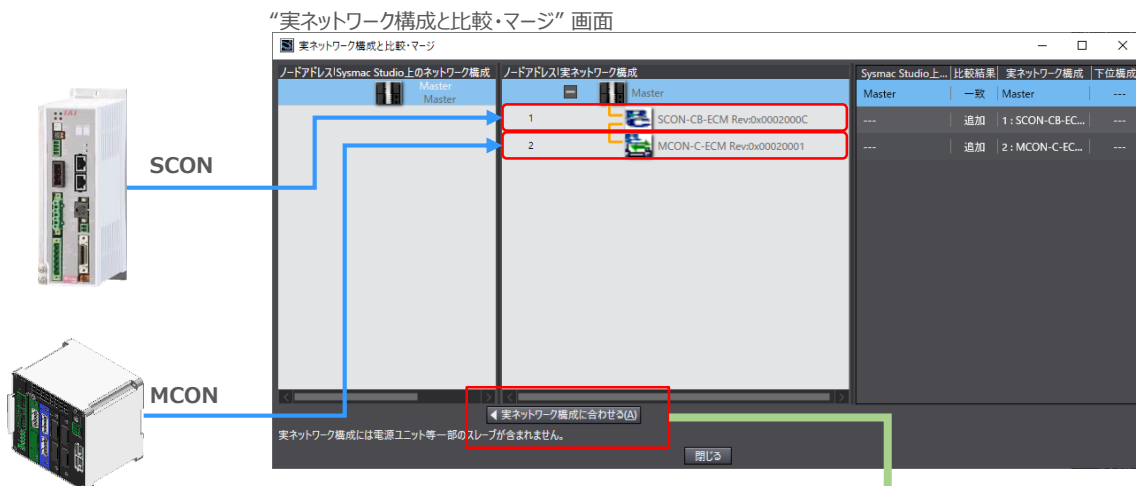 “実ネットワーク構成と比較・マージ” 画面
実ネットワーク構成と比較・マージ
ノードアドレス|Sysmac Studio上のネットワーク構成
Master
Master
ノードアドレス|実ネットワーク構成
Master
1 SCON-CB-ECM Rev:0x0002000C
2 MCON-C-ECM Rev:0x00020001
Sysmac Studio上... 比較結果 実ネットワーク構成 下位構成
Master 一致 Master ---
--- 追加 1 : SCON-CB-EC... ---
--- 追加 2 : MCON-C-EC... ---
SCON
MCON
実ネットワーク構成に合わせる(A)
実ネットワーク構成には電源ユニット等一部のスレーブが含まれません。
閉じる